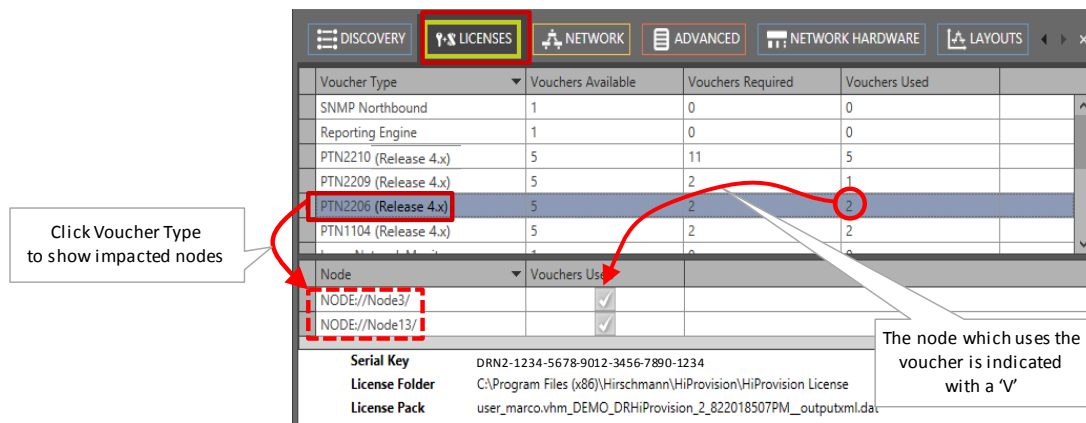 DISCOVERY LICENSES NETWORK ADVANCED NETWORK HARDWARE LAYOUTS
Voucher Type Vouchers Available Vouchers Required Vouchers Used
SNMP Northbound 1 0 0
Reporting Engine 1 0 0
PTN2210 (Release 4.x) 5 11 5
PTN2209 (Release 4.x) 5 2 1
PTN2206 (Release 4.x) 5 2 2
PTN1104 (Release 4.x) 5 2 2
Click Voucher Type
to show impacted nodes
Node Vouchers Use
NODE://Node3/
NODE://Node13/
The node which uses the
voucher is indicated
with a ‘V’
Serial Key DRN2-1234-5678-9012-3456-7890-1234
License Folder C:\Program Files (x86)\Hirschmann\HiProvision\HiProvision License
License Pack user_marco.vhm_DEMO_DRHiProvision_2_822018507PM__outputxml.dat